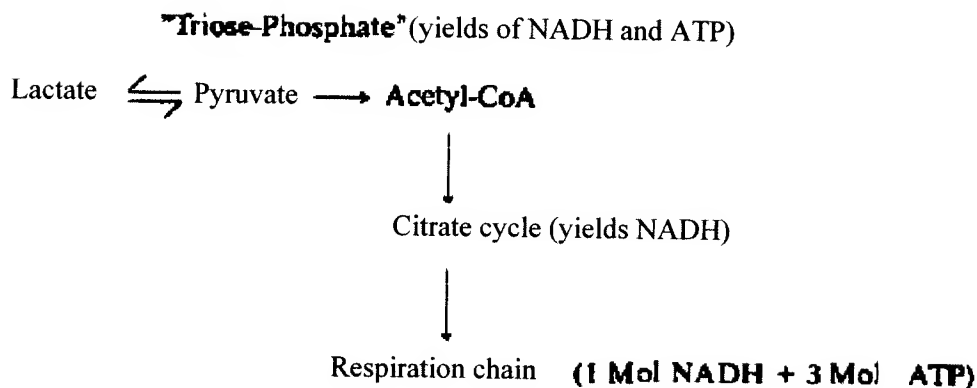 "Triose-Phosphate" (yields of NADH and ATP)
Lactate ⇌ Pyruvate → Acetyl-CoA
Citrate cycle (yields NADH)
Respiration chain (1 Mol NADH + 3 Mol ATP)